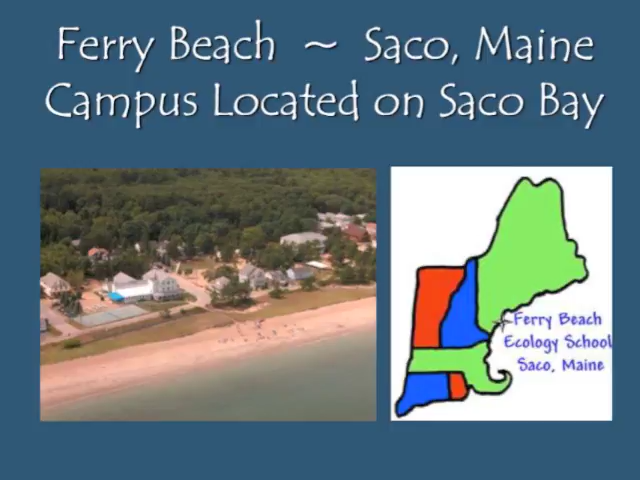 Ferry Beach ~ Saco, Maine
Campus Located on Saco Bay
Ferry Beach
Ecology School
Saco, Maine